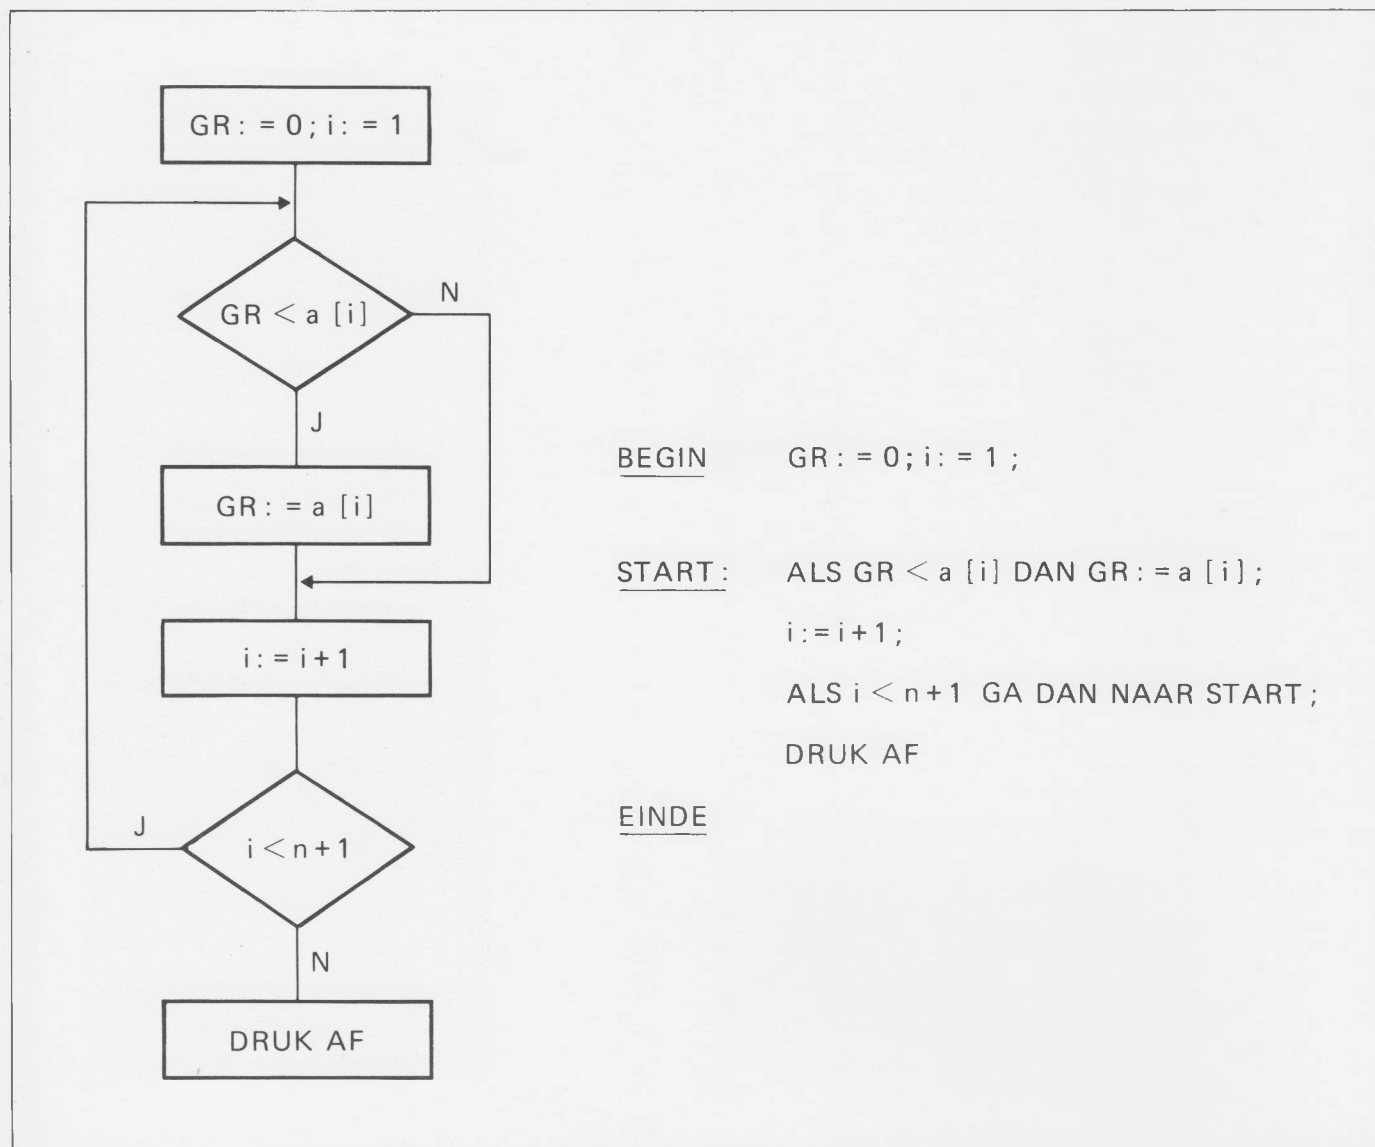 GR : = 0 ; i : = 1
GR < a [i]
N
J
GR : = a [i]
i : = i + 1
i < n + 1
J
N
DRUK AF
BEGIN GR : = 0 ; i : = 1 ;
START : ALS GR < a [i] DAN GR : = a [i] ;
i : = i + 1 ;
ALS i < n + 1 GA DAN NAAR START ;
DRUK AF
EINDE